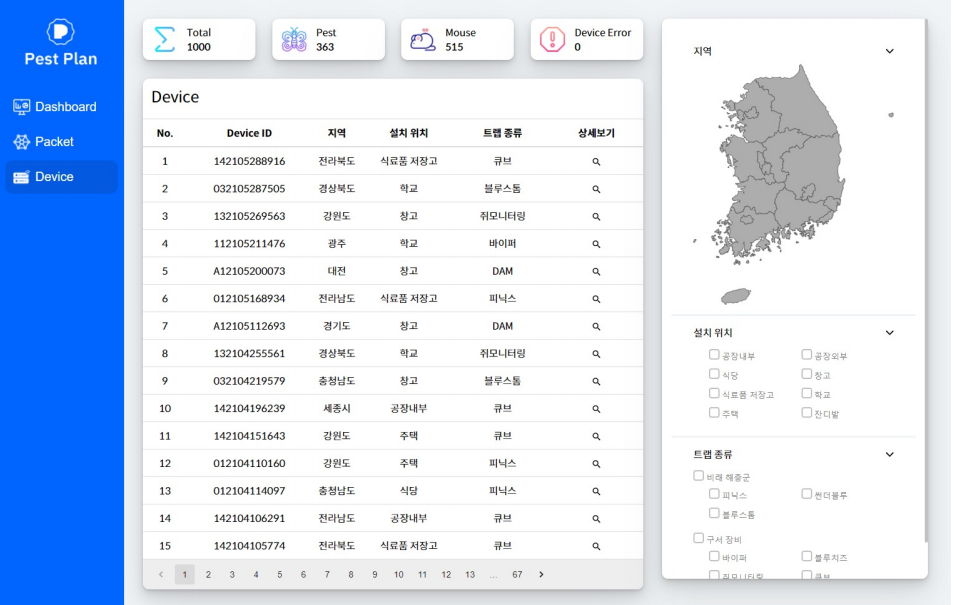 Pest Plan
Dashboard
Packet
Device
Total
1000
Pest
363
Mouse
515
Device Error
0
Device
No. Device ID 지역 설치 위치 트랩 종류 상세보기
1 142105288916 전라북도 식료품 저장고 큐브
2 032105287505 경상북도 학교 블루스톰
3 132105269563 강원도 창고 쥐모니터링
4 112105211476 광주 학교 바이퍼
5 A12105200073 대전 창고 DAM
6 012105168934 전라남도 식료품 저장고 피닉스
7 A12105112693 경기도 창고 DAM
8 132104255561 경상북도 학교 쥐모니터링
9 032104219579 충청남도 창고 블루스톰
10 142104196239 세종시 공장내부 큐브
11 142104151643 강원도 주택 큐브
12 012104110160 강원도 주택 피닉스
13 012104114097 충청남도 식당 피닉스
14 142104106291 전라남도 공장내부 큐브
15 142104105774 전라북도 식료품 저장고 큐브
< 1 2 3 4 5 6 7 8 9 10 11 12 13 ... 67 >
지역
설치 위치
공장내부 공장외부
식당 창고
식료품 저장고 학교
주택 잔디밭
트랩 종류
비래 해충군
피닉스 썬더블루
블루스톰
구서 장비
바이퍼 블루치즈
쥐모니터링 큐브